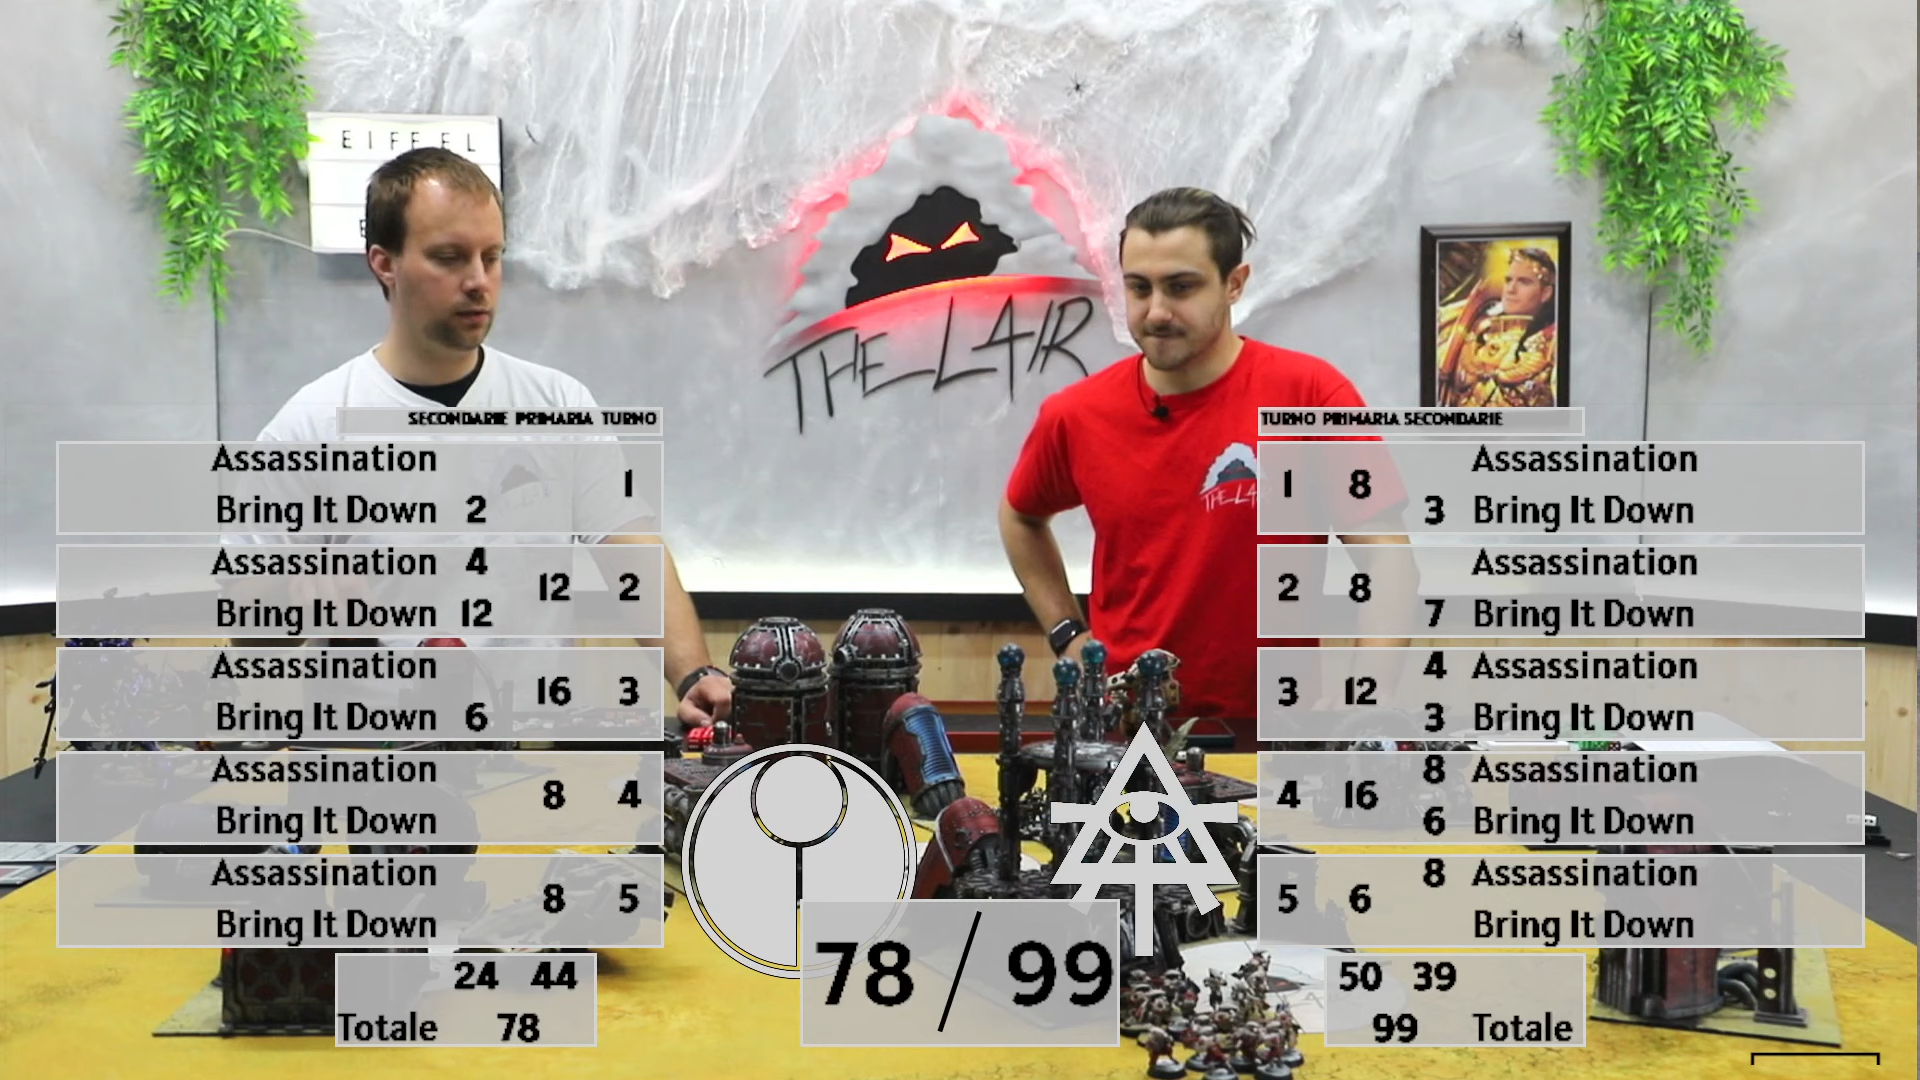 EIFFEL
THE LAIR
SECONDARIE PRIMARIA TURNO
Assassination
1
Bring It Down 2
Assassination 4
12 2
Bring It Down 12
Assassination
16 3
Bring It Down 6
Assassination
8 4
Bring It Down
Assassination
8 5
Bring It Down
24 44
Totale 78
78 / 99
TURNO PRIMARIA SECONDARIE
Assassination
1 8
3 Bring It Down
Assassination
2 8
7 Bring It Down
4 Assassination
3 12
3 Bring It Down
8 Assassination
4 16
6 Bring It Down
8 Assassination
5 6
Bring It Down
50 39
99 Totale